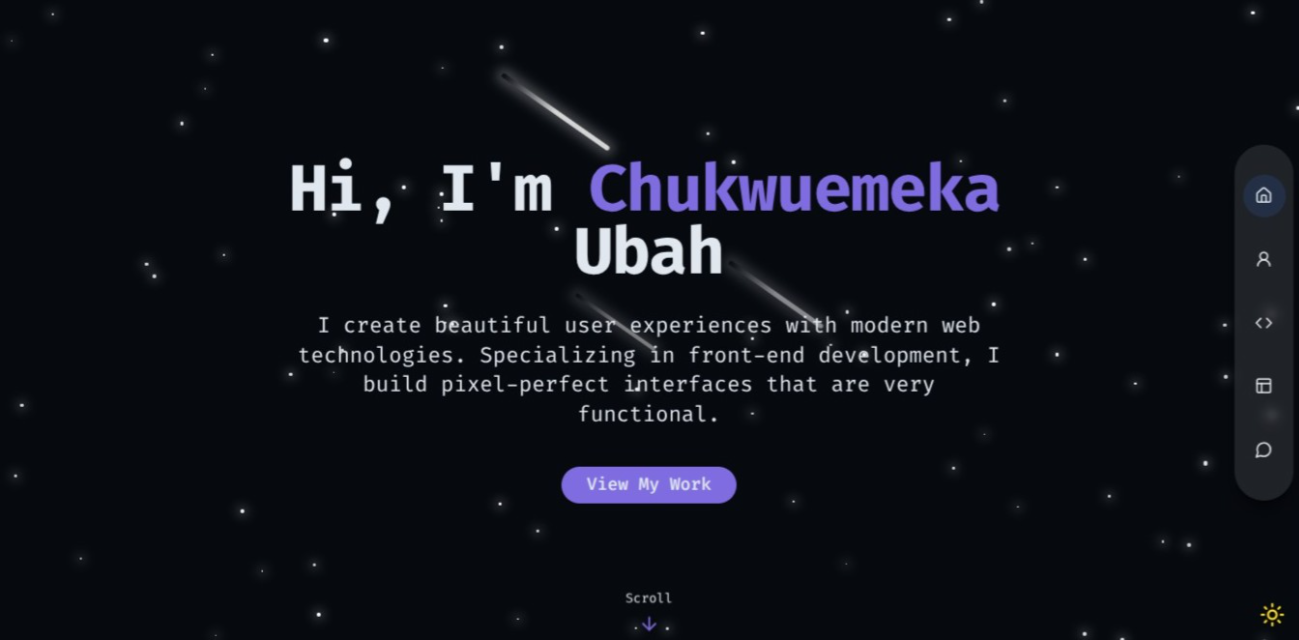 Hi, I'm Chukwuemeka
Ubah
I create beautiful user experiences with modern web
technologies. Specializing in front-end development, I
build pixel-perfect interfaces that are very
functional.
View My Work
Scroll